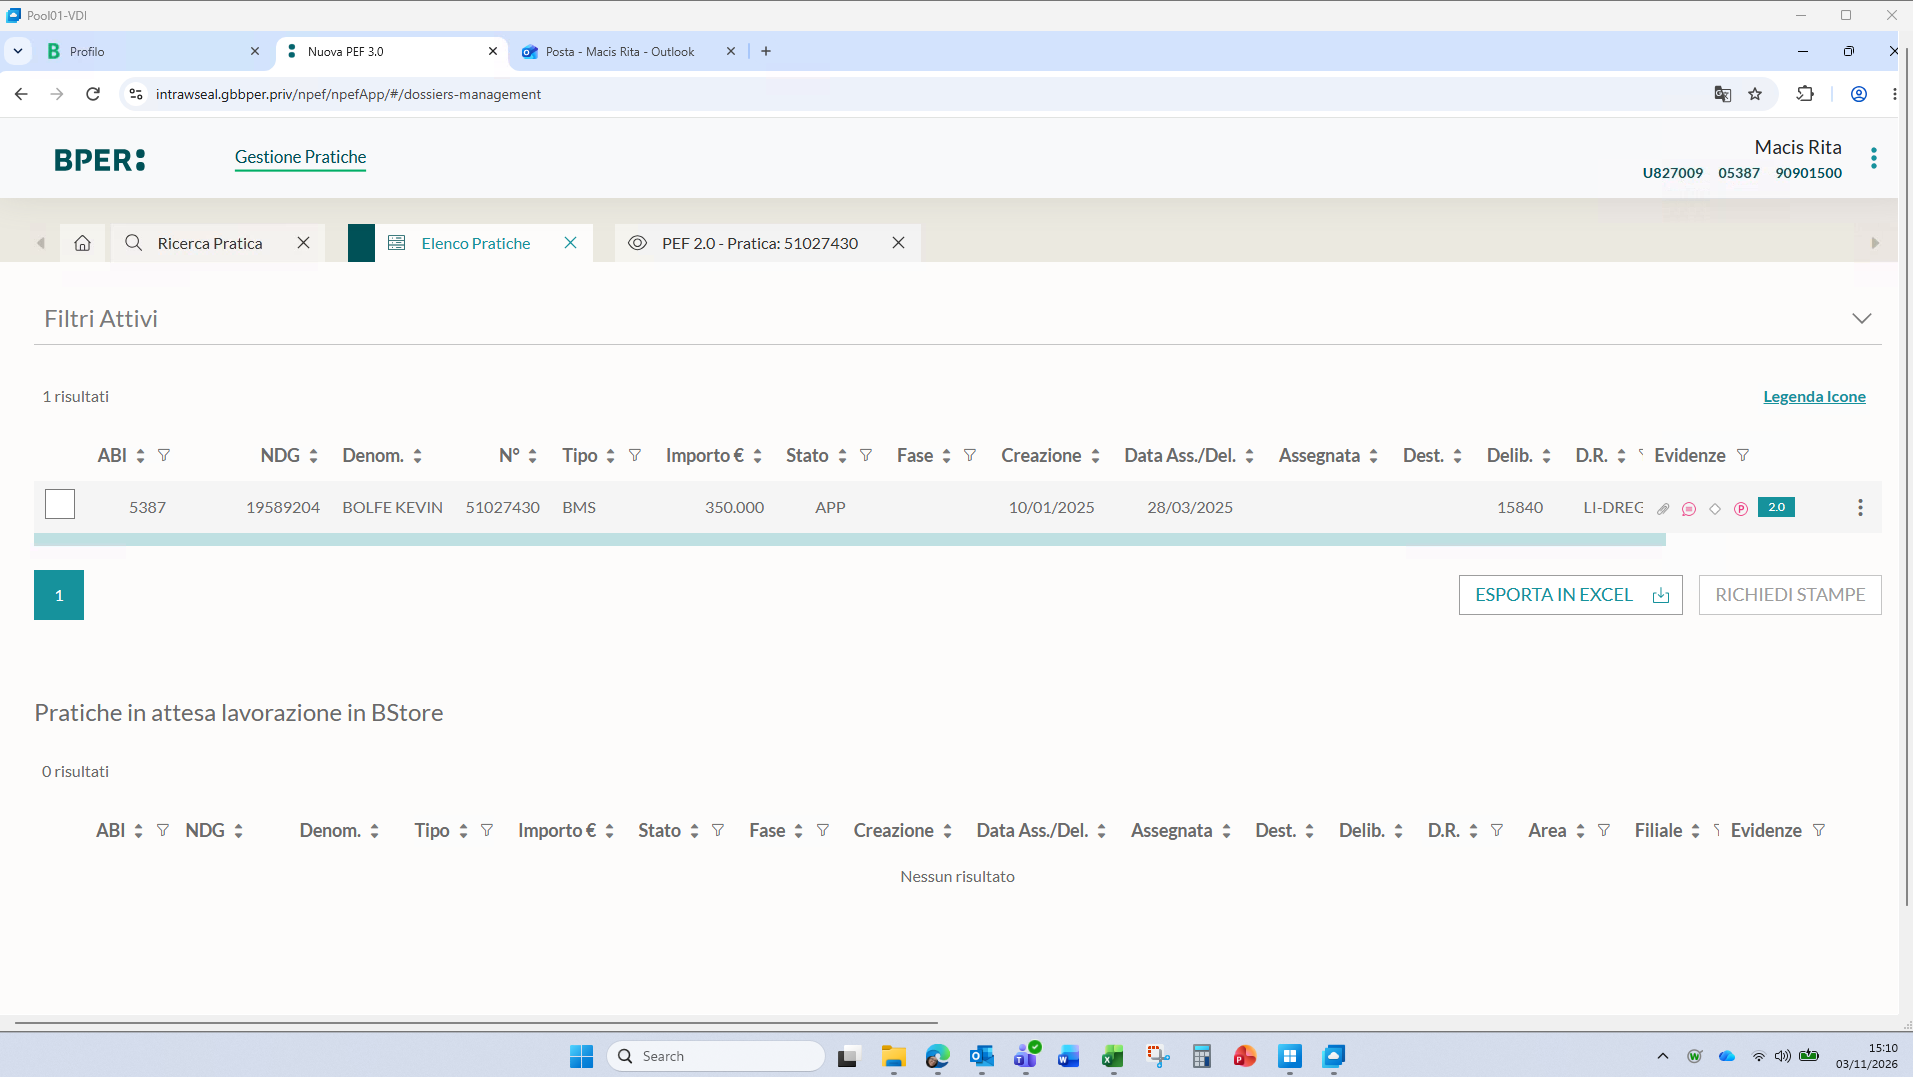 Pool01-VDI
Profilo
Nuova PEF 3.0
Posta - Macis Rita - Outlook
intrawseal.gbbper.priv/npef/npefApp/#/dossiers-management
BPER:
Gestione Pratiche
Macis Rita
U827009 05387 90901500
Ricerca Pratica
Elenco Pratiche
PEF 2.0 - Pratica: 51027430
Filtri Attivi
1 risultati
Legenda Icone
ABI NDG Denom. N° Tipo Importo € Stato Fase Creazione Data Ass./Del. Assegnata Dest. Delib. D.R. Evidenze
5387 19589204 BOLFE KEVIN 51027430 BMS 350.000 APP 10/01/2025 28/03/2025 15840 LI-DREG P 2.0
1
ESPORTA IN EXCEL
RICHIEDI STAMPE
Pratiche in attesa lavorazione in BStore
0 risultati
ABI NDG Denom. Tipo Importo € Stato Fase Creazione Data Ass./Del. Assegnata Dest. Delib. D.R. Area Filiale Evidenze
Nessun risultato
Search
15:10
03/11/2026